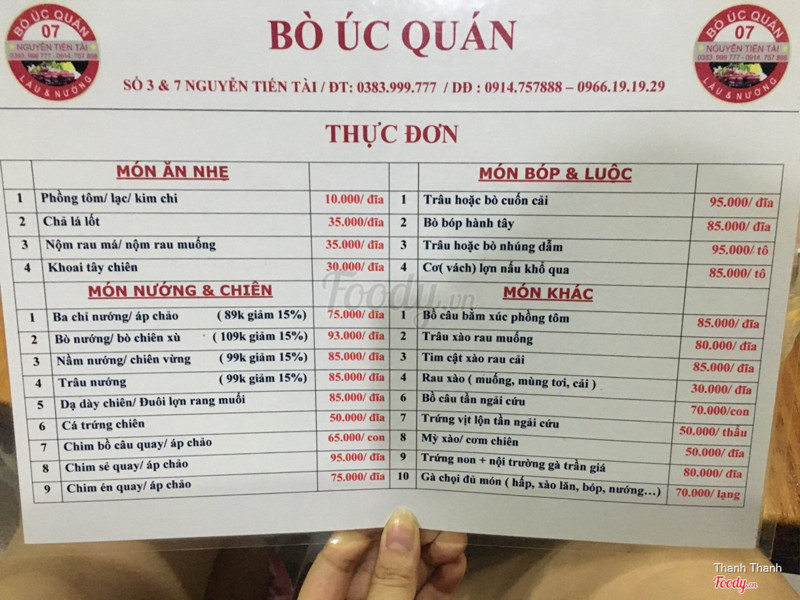 BÒ ÚC QUÁN
07
NGUYỄN TIẾN TÀI
0383.999.777 - 0914.757.888
LẨU & NƯỚNG
BÒ ÚC QUÁN
SỐ 3 & 7 NGUYỄN TIẾN TÀI / ĐT: 0383.999.777 / DĐ : 0914.757888 – 0966.19.19.29
BÒ ÚC QUÁN
07
NGUYỄN TIẾN TÀI
0383.999.777 - 0914.757.888
LẨU & NƯỚNG
THỰC ĐƠN
MÓN ĂN NHẸ
1 Phồng tôm/ lạc/ kim chi 10.000/đĩa
2 Chả lá lốt 35.000/đĩa
3 Nộm rau má/ nộm rau muống 35.000/ đĩa
4 Khoai tây chiên 30.000/ đĩa
MÓN NƯỚNG & CHIÊN
1 Ba chỉ nướng/ áp chảo ( 89k giảm 15%) 75.000/ đĩa
2 Bò nướng/ bò chiên xù ( 109k giảm 15%) 93.000/ đĩa
3 Nầm nướng/ chiên vừng (99k giảm 15%) 85.000/ đĩa
4 Trâu nướng ( 99k giảm 15%) 85.000/ đĩa
5 Dạ dày chiên/ Đuôi lợn rang muối 85.000/ đĩa
6 Cá trứng chiên 50.000/ đĩa
7 Chim bồ câu quay/ áp chảo 65.000/ con
8 Chim sẻ quay/ áp chảo 95.000/ đĩa
9 Chim én quay/ áp chảo 75.000/ đĩa
MÓN BÓP & LUỘC
1 Trâu hoặc bò cuốn cải 95.000/ đĩa
2 Bò bóp hành tây 85.000/ đĩa
3 Trâu hoặc bò nhúng dấm 95.000/ tô
4 Cơ( vách) lợn nấu khổ qua 85.000/ tô
MÓN KHÁC
1 Bồ câu bằm xúc phồng tôm 85.000/ đĩa
2 Trâu xào rau muống 80.000/ đĩa
3 Tim cật xào rau cải 85.000/ đĩa
4 Rau xào ( muống, mùng tơi, cải ) 30.000/ đĩa
6 Bồ câu tần ngải cứu 70.000/con
7 Trứng vịt lộn tần ngải cứu 50.000/ thẩu
8 Mỳ xào/ cơm chiên 50.000/ đĩa
9 Trứng non + nội trường gà trần giá 80.000/ đĩa
10 Gà chọi đủ món ( hấp, xào lăn, bóp, nướng…) 70.000/ lạng
Foody.vn
Thanh Thanh
Foody.vn